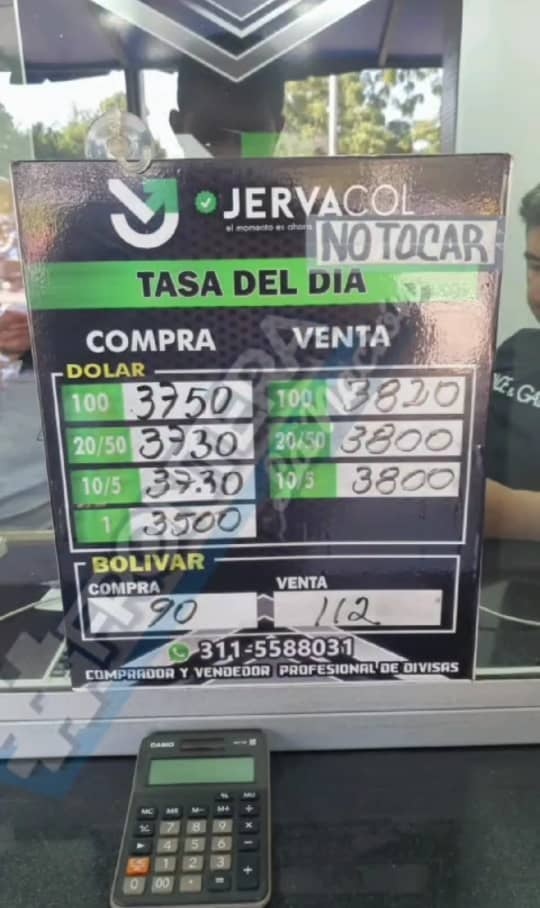 JERVACOL
el momento es ahora
NO TOCAR
TASA DEL DIA
COMPRA VENTA
DOLAR
100 3750 100 3820
20/50 3730 20/50 3800
10/5 3730 10/5 3800
1 3500
BOLIVAR
COMPRA VENTA
90 112
311-5588031
COMPRADOR Y VENDEDOR PROFESIONAL DE DIVISAS
CASIO
% MU
MC MR M- M+ ÷
+/- 7 8 9 ×
► 4 5 6 -
1 2 3
0 00 · = +